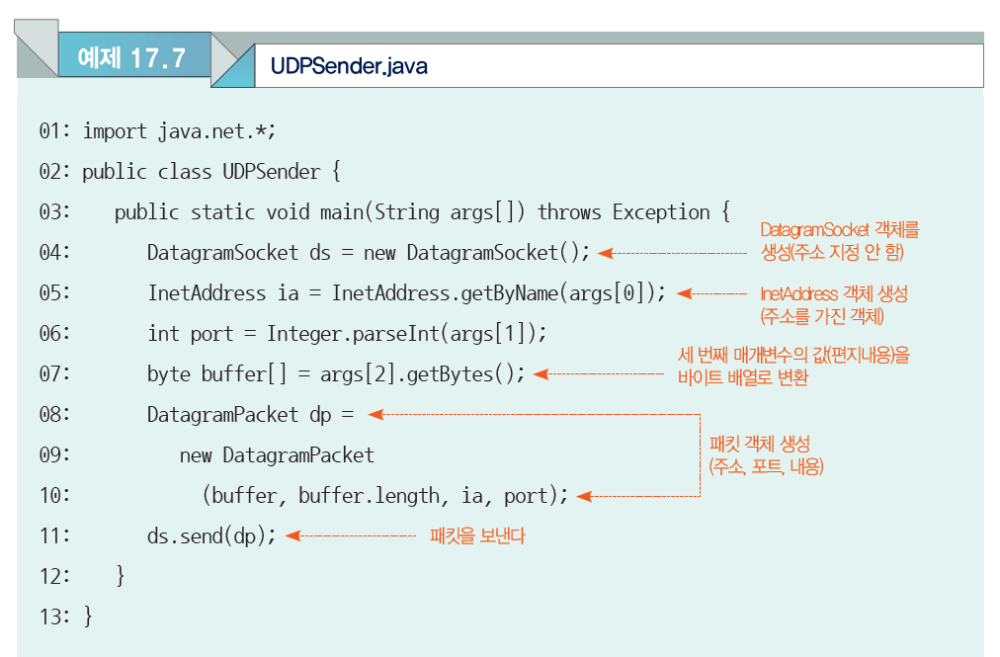 예제 17.7
UDPSender.java
01: import java.net.*;
02: public class UDPSender {
03: public static void main(String args[]) throws Exception {
04: DatagramSocket ds = new DatagramSocket();
DatagramSocket 객체를
생성(주소 지정 안 함)
05: InetAddress ia = InetAddress.getByName(args[0]);
InetAddress 객체 생성
(주소를 가진 객체)
06: int port = Integer.parseInt(args[1]);
07: byte buffer[] = args[2].getBytes();
세 번째 매개변수의 값(편지내용)을
바이트 배열로 변환
08: DatagramPacket dp =
09: new DatagramPacket
패킷 객체 생성
(주소, 포트, 내용)
10: (buffer, buffer.length, ia, port);
11: ds.send(dp);
패킷을 보낸다
12: }
13: }